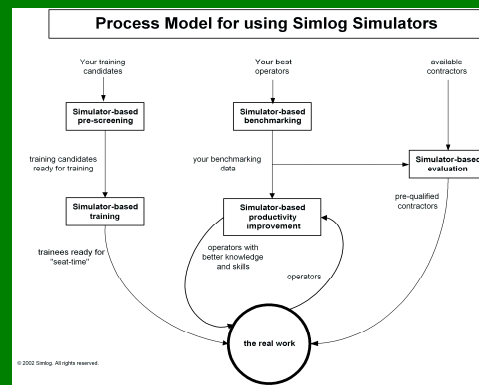 Process Model for using Simlog Simulators
Your training
candidates
Your best
operators
available
contractors
Simulator-based
pre-screening
Simulator-based
benchmarking
training candidates
ready for training
your benchmarking
data
Simulator-based
evaluation
Simulator-based
training
Simulator-based
productivity
improvement
pre-qualified
contractors
trainees ready for
"seat-time"
operators with
better knowledge
and skills
operators
the real work
© 2002 Simlog. All rights reserved.